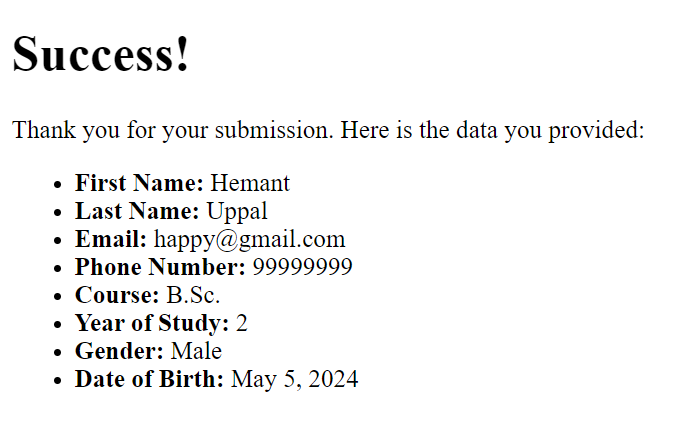 Success!
Thank you for your submission. Here is the data you provided:
• First Name: Hemant
• Last Name: Uppal
• Email: happy@gmail.com
• Phone Number: 99999999
• Course: B.Sc.
• Year of Study: 2
• Gender: Male
• Date of Birth: May 5, 2024